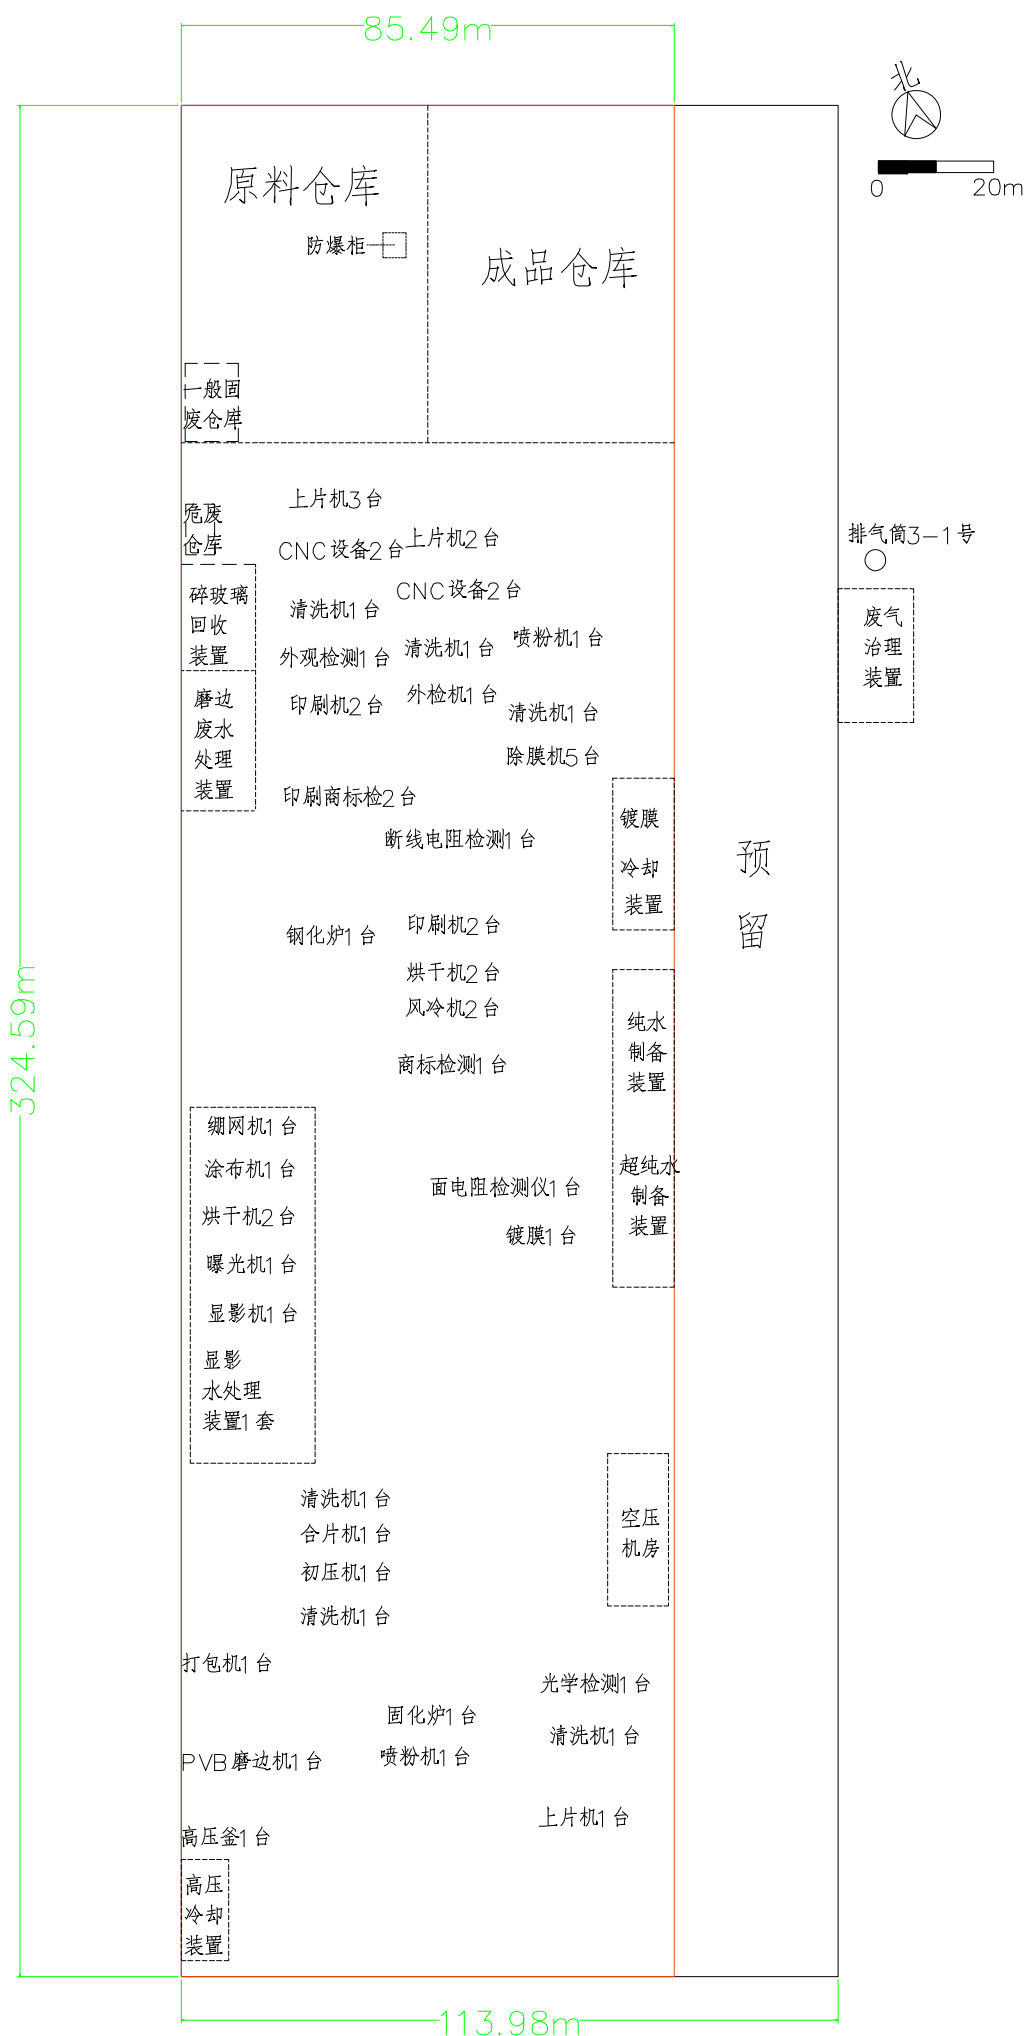 85.49m
北
0
20m
原料仓库
防爆柜
成品仓库
一般固
废仓库
上片机3台
危废
仓库
上片机2台
CNC设备2台
排气筒3-1号
CNC设备2台
碎玻璃
回收
装置
清洗机1台
废气
治理
装置
喷粉机1台
清洗机1台
外观检测1台
外检机1台
磨边
废水
处理
装置
印刷机2台
清洗机1台
除膜机5台
印刷商标检2台
镀膜
冷却
装置
断线电阻检测1台
预
留
印刷机2台
钢化炉1台
烘干机2台
风冷机2台
324.59m
纯水
制备
装置
商标检测1台
绷网机1台
涂布机1台
烘干机2台
曝光机1台
显影机1台
显影
水处理
装置1套
超纯水
制备
装置
面电阻检测仪1台
镀膜1台
清洗机1台
合片机1台
初压机1台
清洗机1台
空压
机房
打包机1台
光学检测1台
固化炉1台
清洗机1台
PVB磨边机1台
喷粉机1台
上片机1台
高压釜1台
高压
冷却
装置
113.98m